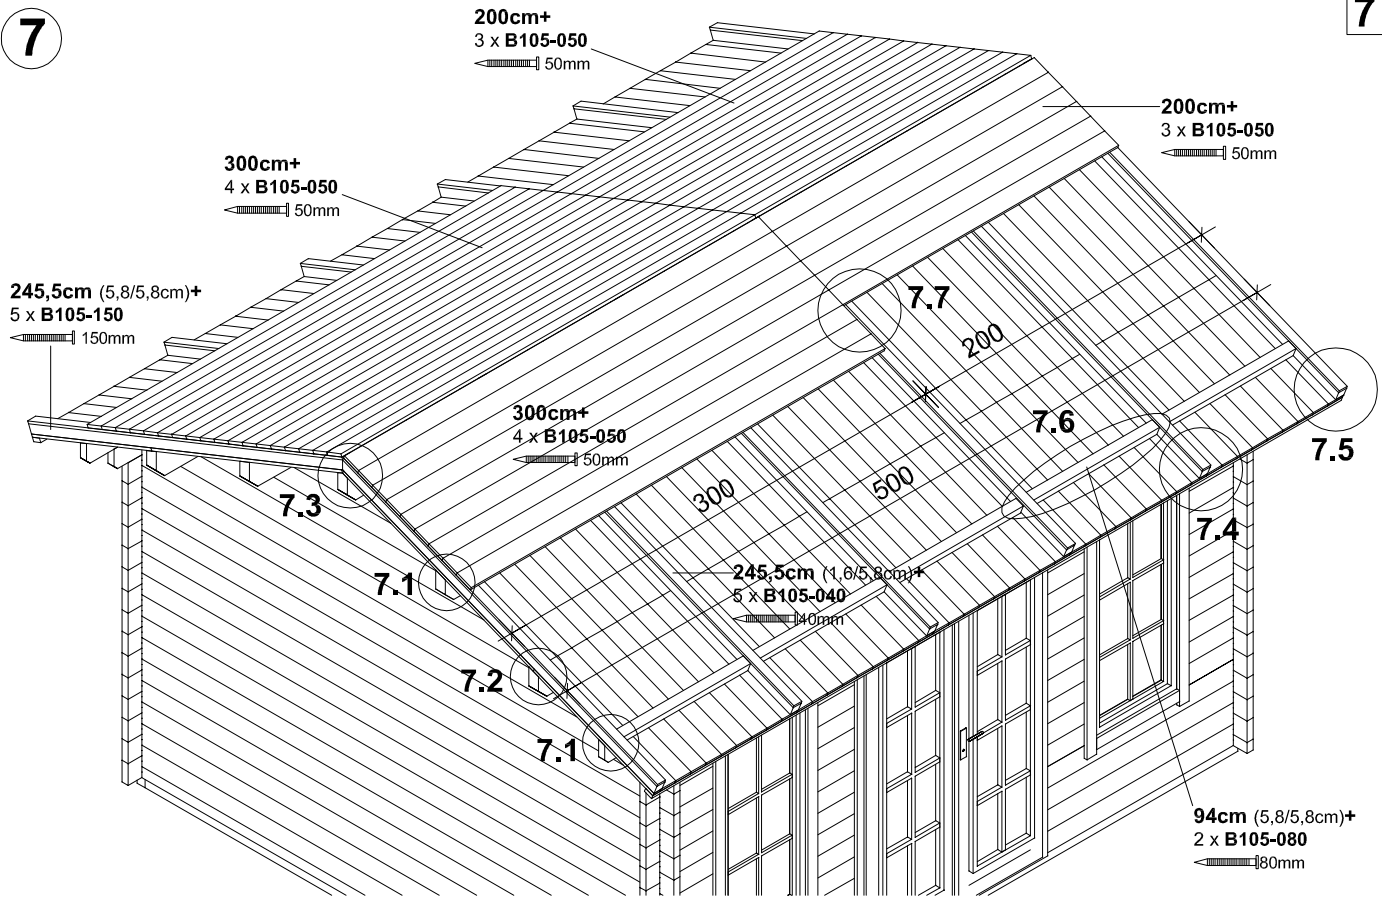 7
7
200cm+
3 x B105-050
50mm
200cm+
3 x B105-050
50mm
300cm+
4 x B105-050
50mm
245,5cm (5,8/5,8cm)+
5 x B105-150
150mm
7.7
200
300cm+
4 x B105-050
50mm
7.6
7.5
300
500
7.3
7.4
7.1
245,5cm (1,6/5,8cm)+
5 x B105-040
40mm
7.2
7.1
94cm (5,8/5,8cm)+
2 x B105-080
80mm